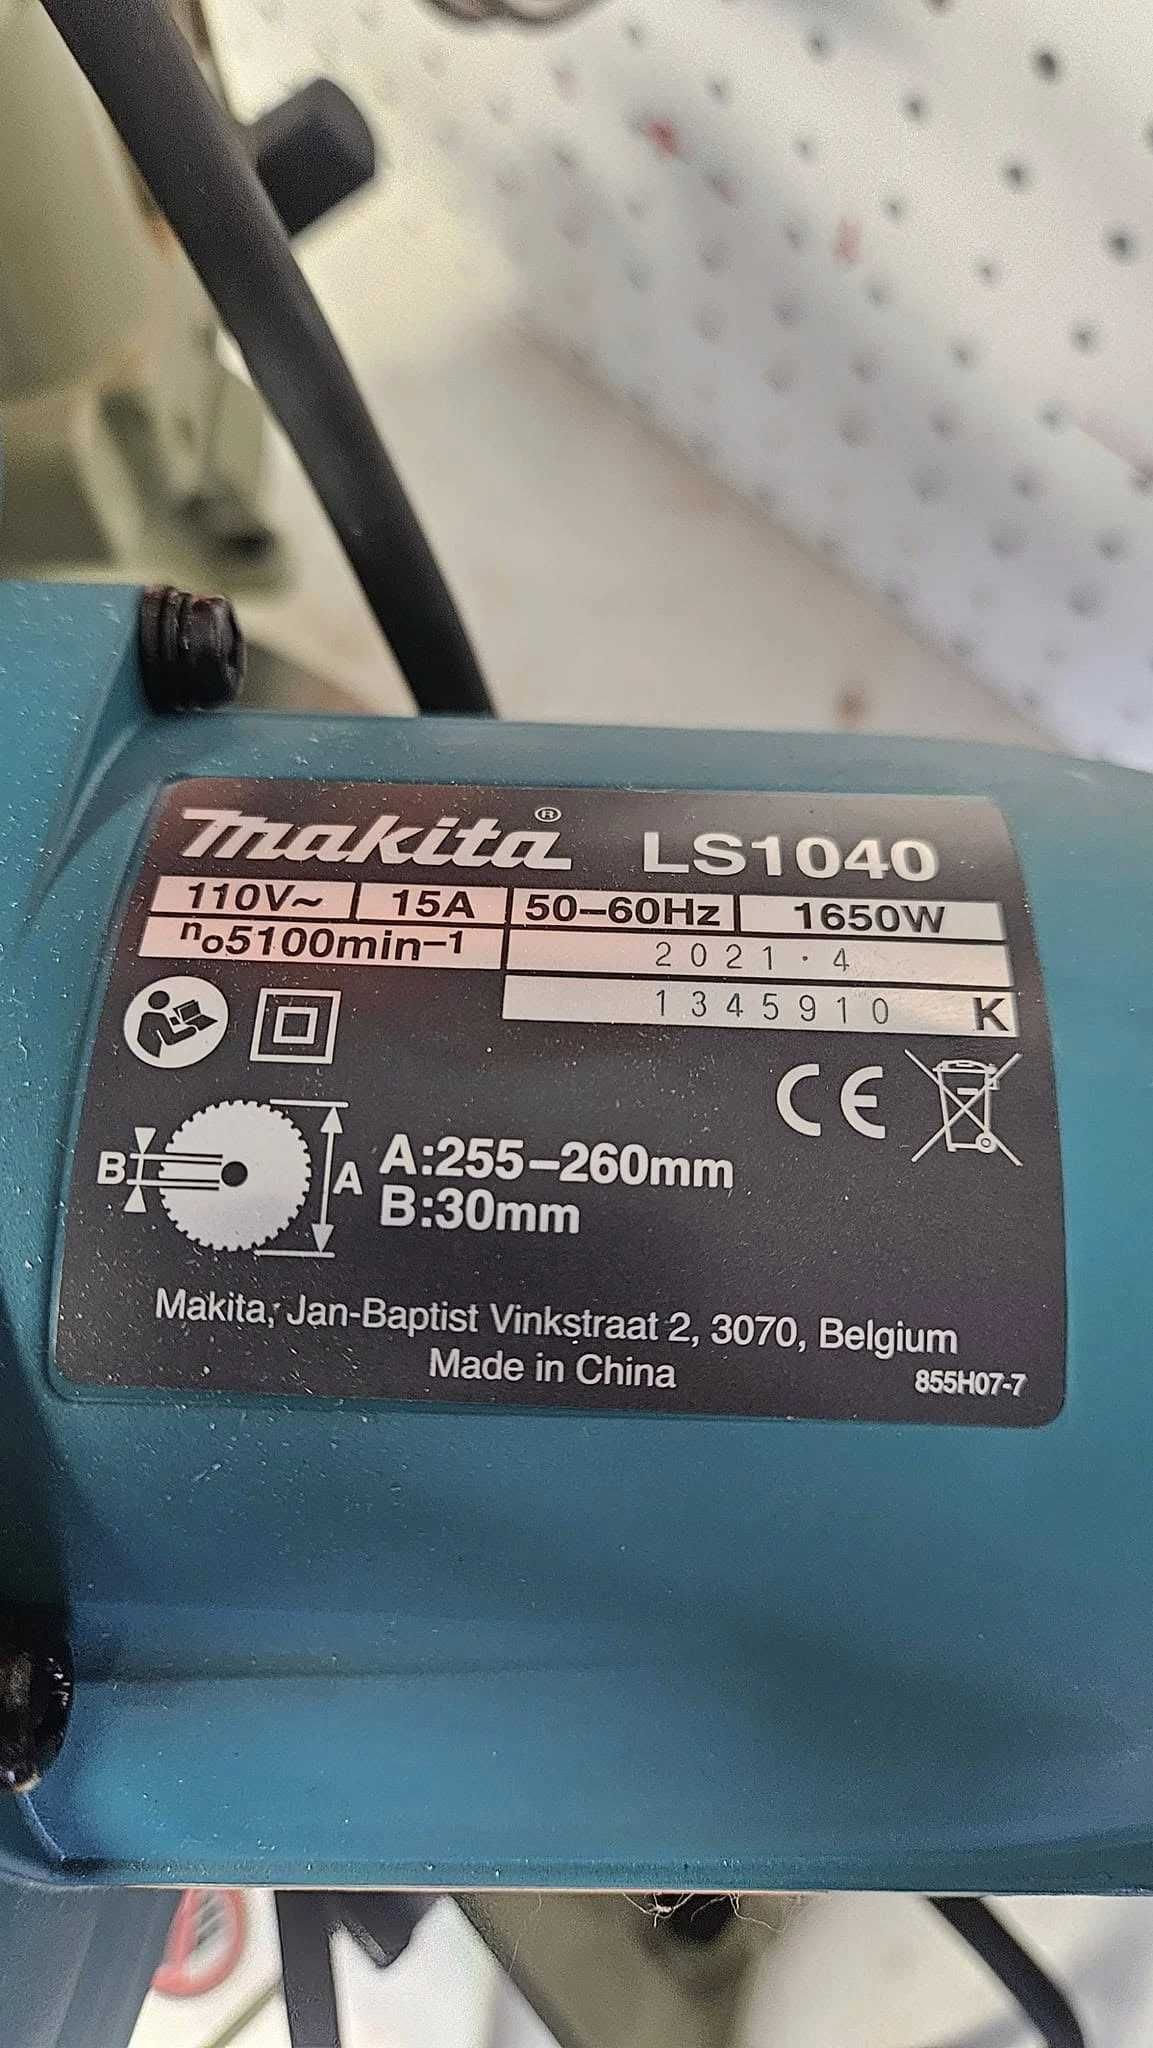 makita ® LS1040
110V~ 15A 50–60Hz 1650W
n₀5100min⁻¹ 2021.4
1345910 K
CE
B A A:255–260mm
B:30mm
Makita, Jan-Baptist Vinkstraat 2, 3070, Belgium
Made in China 855H07-7